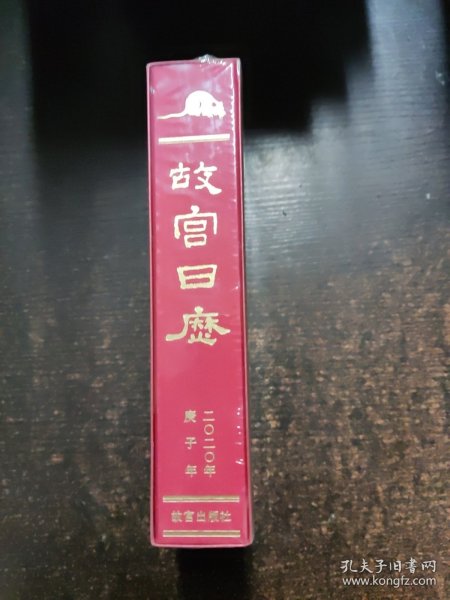 故宫日历
二〇二〇年
庚子年
故宫出版社
孔夫子旧书网
www.kongfz.com